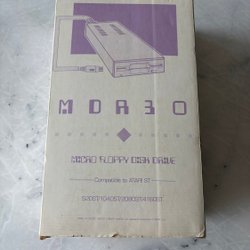 MDR30
MICRO FLOPPY DISK DRIVE
Compatible to ATARI ST